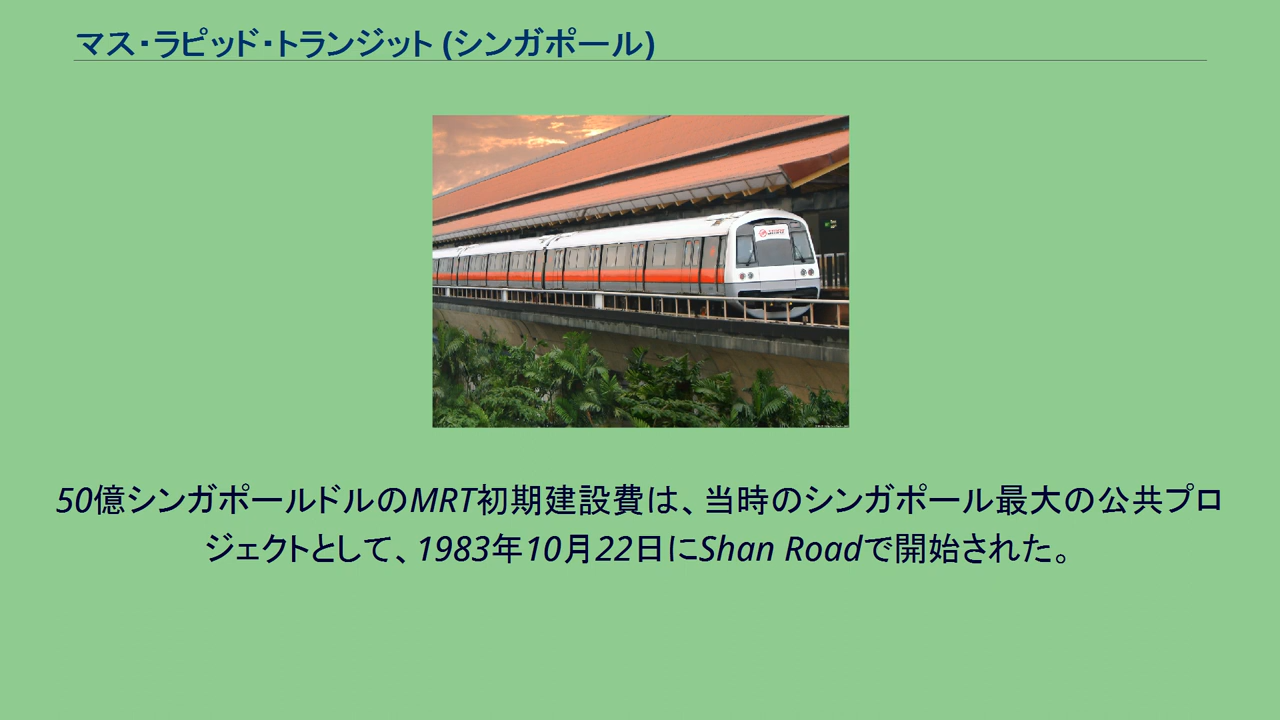 マス・ラピッド・トランジット (シンガポール)
50億シンガポールドルのMRT初期建設費は、当時のシンガポール最大の公共プロ
ジェクトとして、1983年10月22日にShan Roadで開始された。